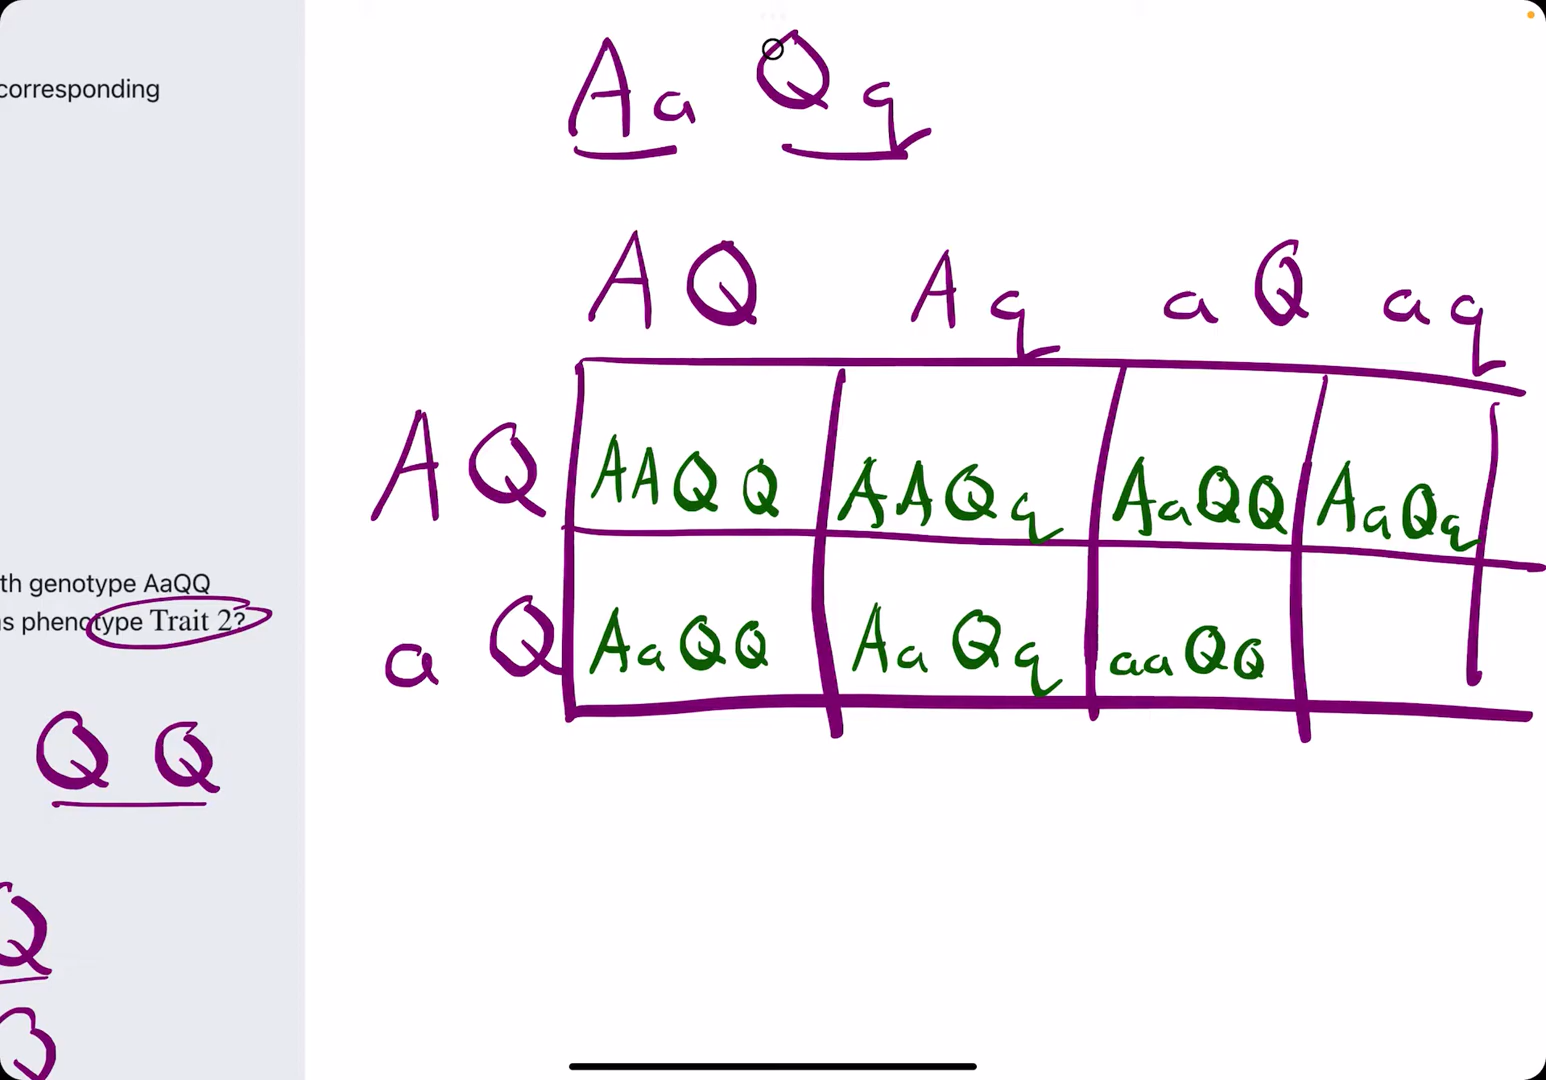 corresponding
Aa Qq
AQ Aq aQ aq
AQ AAQQ AAQq AaQQ AaQq
aQ AaQQ AaQq aaQQ
th genotype AaQQ
s phenotype Trait 2?
QQ
Q
Q